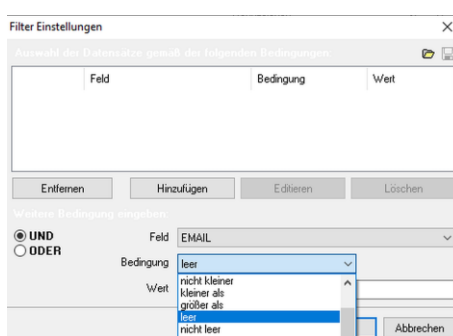 Filter Einstellungen
Auswahl der Datensätze gemäß der folgenden Bedingungen:
Feld Bedingung Wert
Entfernen Hinzufügen Editieren Löschen
Weitere Bedingung eingeben:
UND Feld EMAIL
ODER
Bedingung leer
Wert nicht kleiner
kleiner als
größer als
leer
nicht leer
Abbrechen